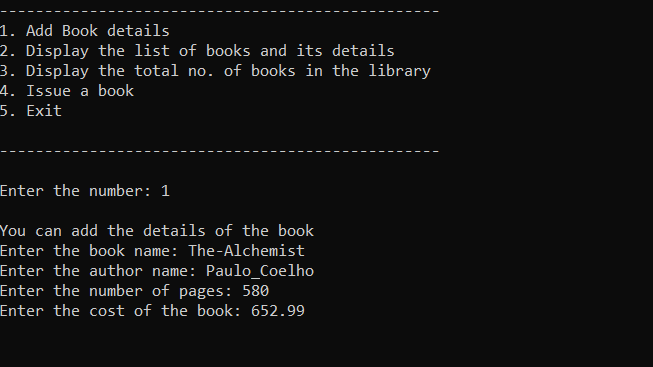 -------------------------------------------------
1. Add Book details
2. Display the list of books and its details
3. Display the total no. of books in the library
4. Issue a book
5. Exit
-------------------------------------------------
Enter the number: 1
You can add the details of the book
Enter the book name: The-Alchemist
Enter the author name: Paulo_Coelho
Enter the number of pages: 580
Enter the cost of the book: 652.99